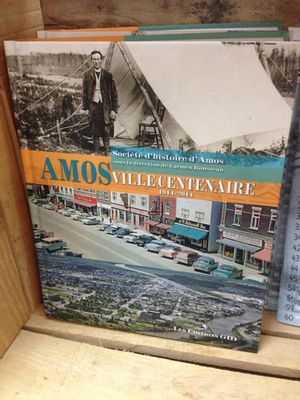 Société d'histoire d'Amos
sous la direction de Carmen Rousseau
AMOS VILLE CENTENAIRE
1914-2014
LES ÉDITIONS GID